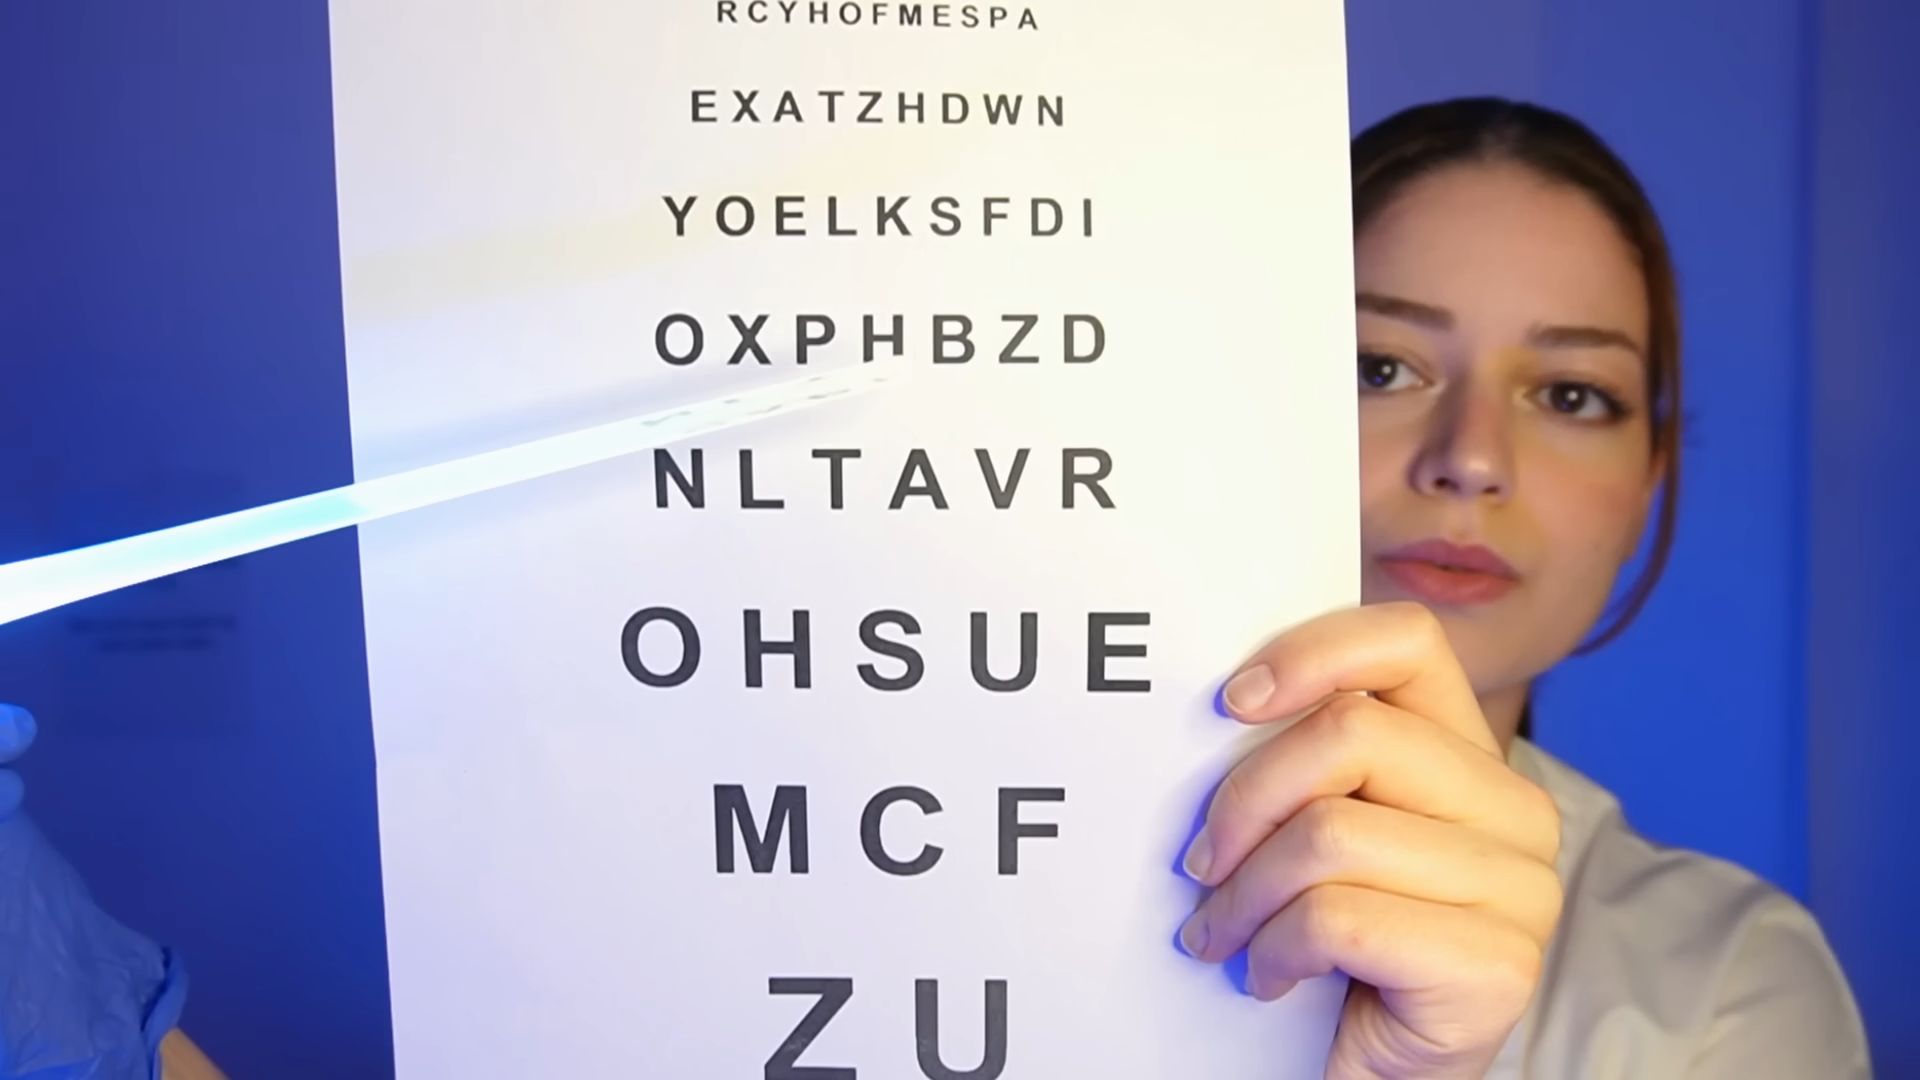 RCYHOFMESPA
EXATZHDWN
YOELKSFDI
OXPHBZD
NLTAVR
OHSUE
MCF
ZU